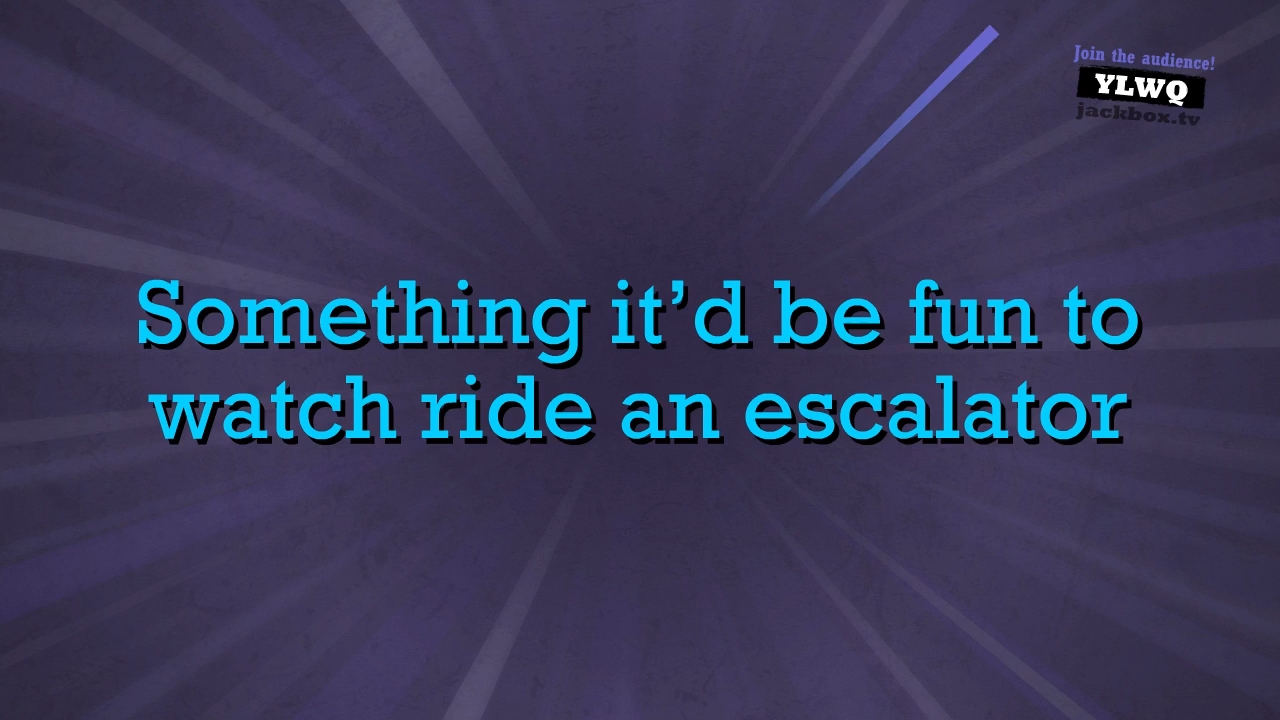 Join the audience!
YLWQ
jackbox.tv
Something it’d be fun to
watch ride an escalator